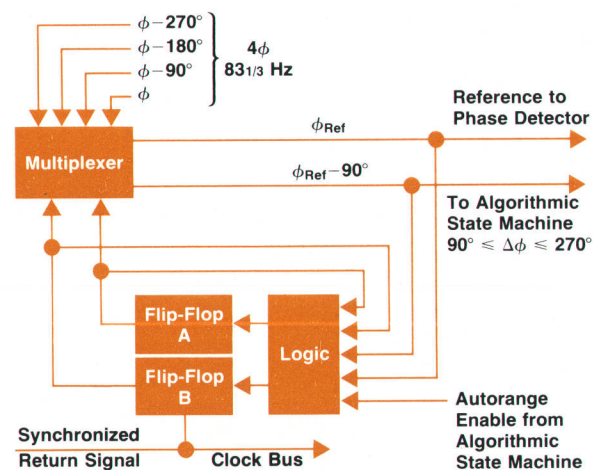 ϕ−270°
ϕ−180°
ϕ−90°
ϕ
4ϕ
83 1/3 Hz
Multiplexer
ϕRef
Reference to
Phase Detector
ϕRef−90°
To Algorithmic
State Machine
90° ≤ Δϕ ≤ 270°
Flip-Flop
A
Flip-Flop
B
Logic
Autorange
Enable from
Algorithmic
State Machine
Synchronized
Return Signal
Clock Bus